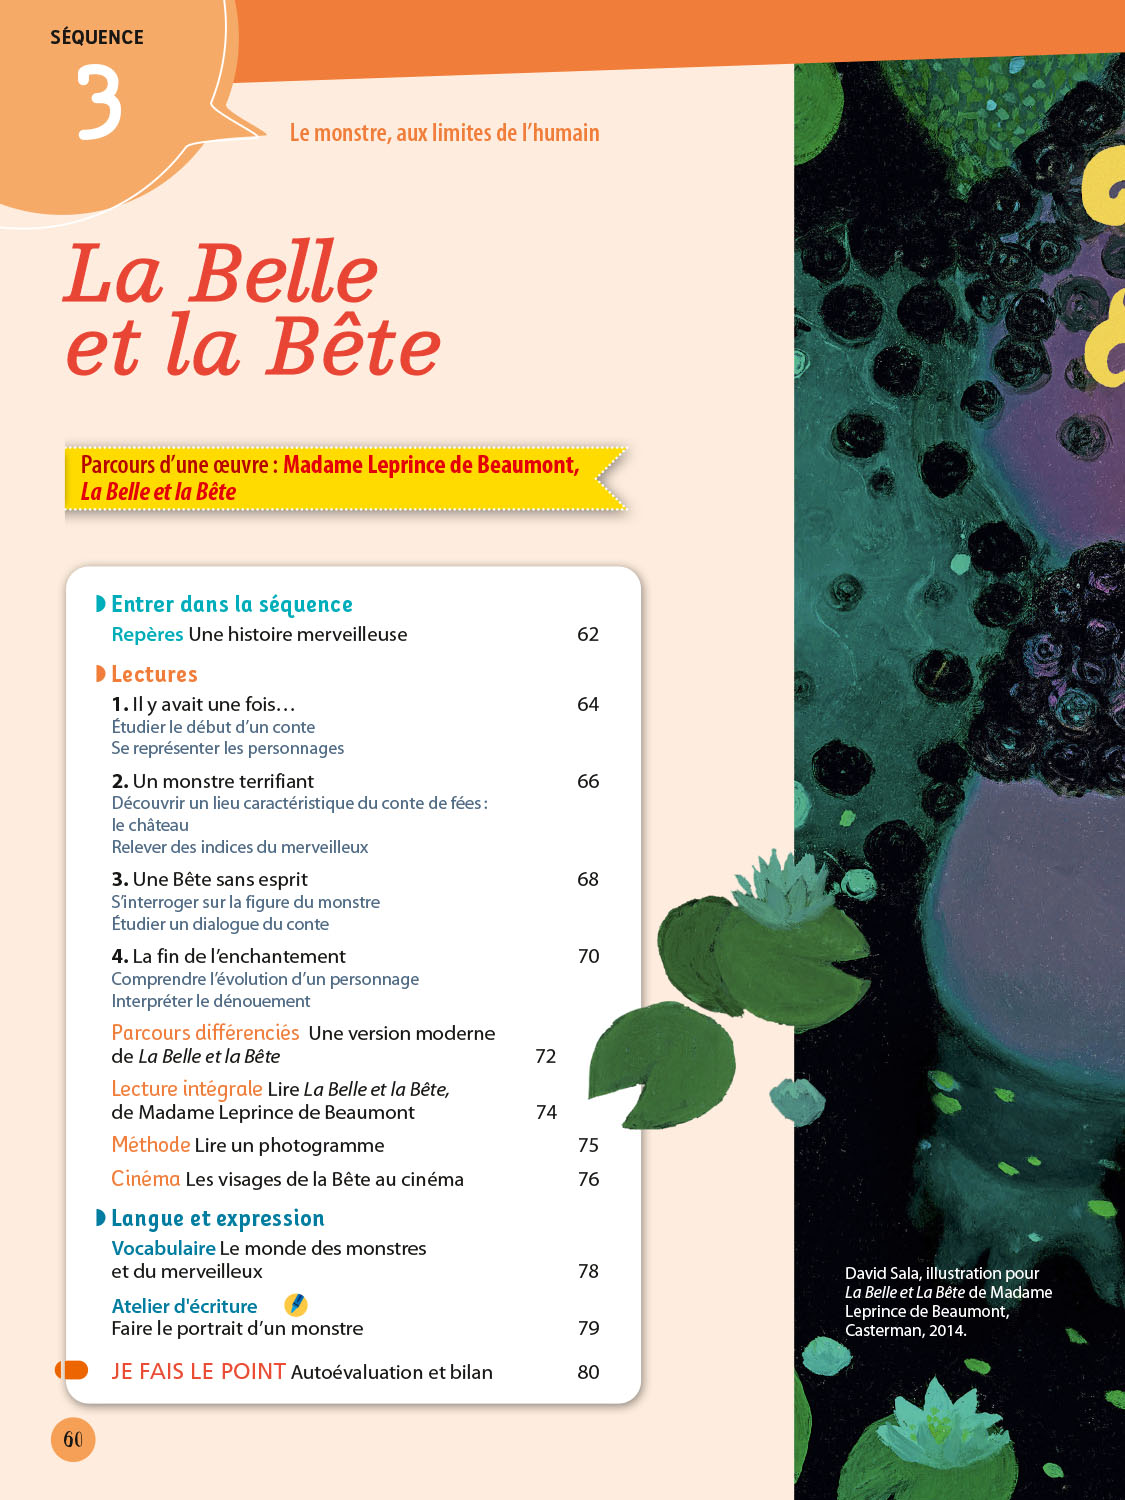 SÉQUENCE
3
Le monstre, aux limites de l’humain
La Belle
et la Bête
Parcours d’une œuvre : Madame Leprince de Beaumont,
La Belle et la Bête
Entrer dans la séquence
Repères Une histoire merveilleuse 62
Lectures
1. Il y avait une fois… 64
Étudier le début d’un conte
Se représenter les personnages
2. Un monstre terrifiant 66
Découvrir un lieu caractéristique du conte de fées :
le château
Relever des indices du merveilleux
3. Une Bête sans esprit 68
S’interroger sur la figure du monstre
Étudier un dialogue du conte
4. La fin de l’enchantement 70
Comprendre l’évolution d’un personnage
Interpréter le dénouement
Parcours différenciés Une version moderne
de La Belle et la Bête 72
Lecture intégrale Lire La Belle et la Bête,
de Madame Leprince de Beaumont 74
Méthode Lire un photogramme 75
Cinéma Les visages de la Bête au cinéma 76
Langue et expression
Vocabulaire Le monde des monstres
et du merveilleux 78
Atelier d'écriture
Faire le portrait d’un monstre 79
JE FAIS LE POINT Autoévaluation et bilan 80
David Sala, illustration pour
La Belle et La Bête de Madame
Leprince de Beaumont,
Casterman, 2014.
60